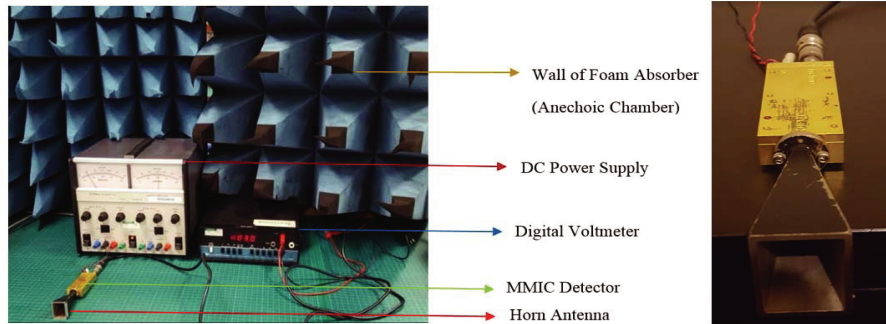 Wall of Foam Absorber
(Anechoic Chamber)
DC Power Supply
Digital Voltmeter
MMIC Detector
Horn Antenna